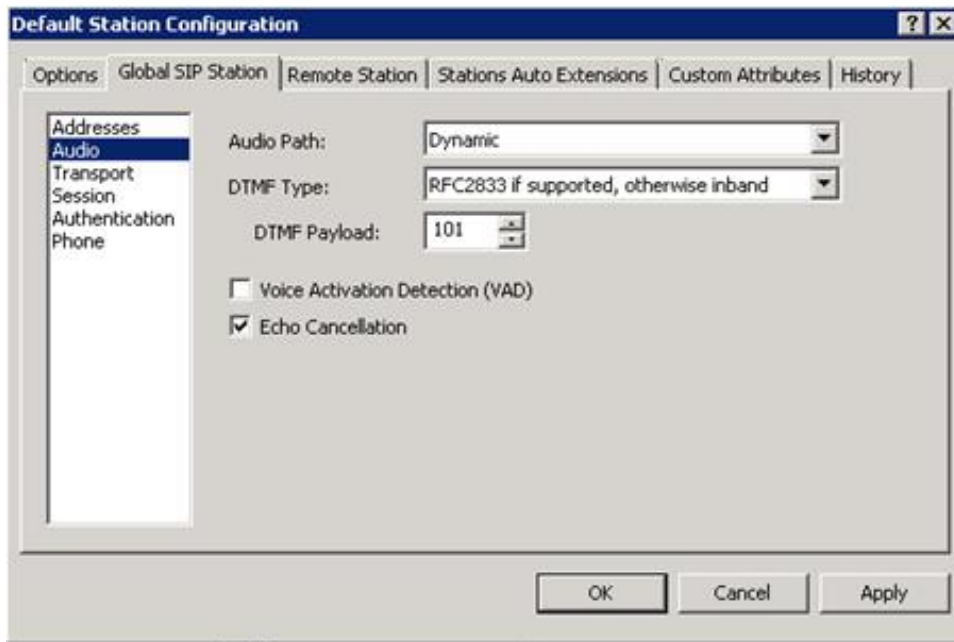 Default Station Configuration
Options Global SIP Station Remote Station Stations Auto Extensions Custom Attributes History
Addresses
Audio
Transport
Session
Authentication
Phone
Audio Path: Dynamic
DTMF Type: RFC2833 if supported, otherwise inband
DTMF Payload: 101
Voice Activation Detection (VAD)
Echo Cancellation
OK Cancel Apply